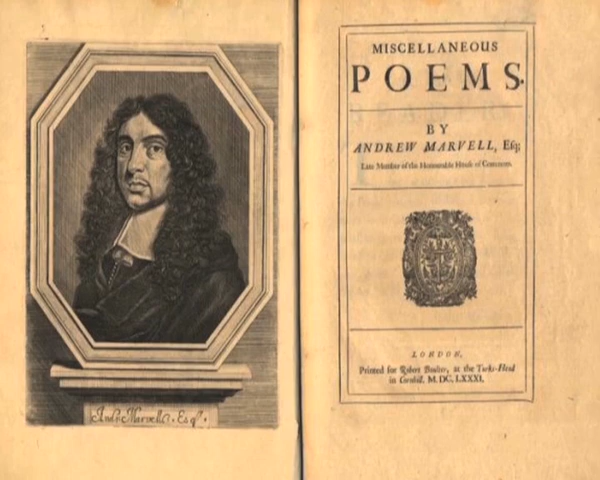 Andr: Marvell. Esqr.
MISCELLANEOUS
POEMS.
BY
ANDREW MARVELL, Esq;
Late Member of the Honourable House of Commons.
LONDON,
Printed for Robert Boulter, at the Turks-Head
in Cornhill. M.DC.LXXXI.